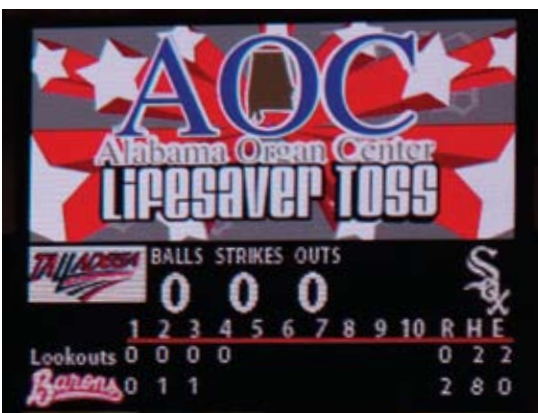 AOC
Alabama Organ Center
Lifesaver Toss
TALLADEGA BALLS STRIKES OUTS Sox
0 0 0
1 2 3 4 5 6 7 8 9 10 R H E
Lookouts 0 0 0 0 0 2 2
Barons 0 1 1 2 8 0